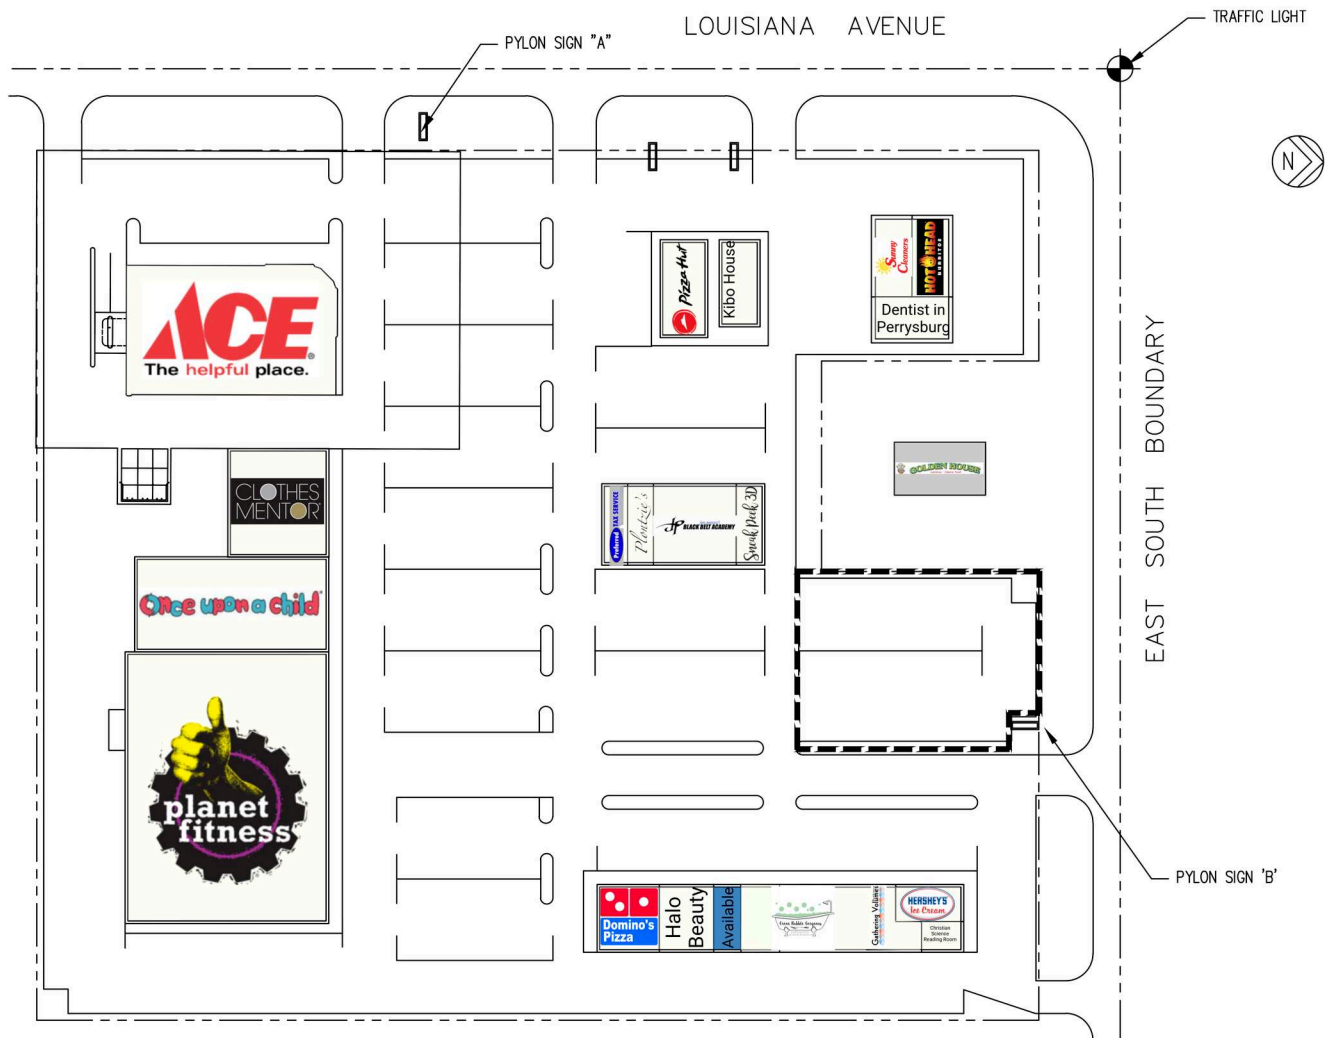 LOUISIANA AVENUE
TRAFFIC LIGHT
PYLON SIGN "A"
N
ACE
The helpful place.
Pizza Hut
Kibo House
Sunny
Cleaners
HOT HEAD
BURRITOS
Dentist in
Perrysburg
EAST SOUTH BOUNDARY
GOLDEN HOUSE
CLOTHES
MENTOR
Preferred TAX SERVICE
Plontzie's
BLACK BELT ACADEMY
Sneak Peek 3D
Once upon a child
planet
fitness
PYLON SIGN 'B'
Domino's
Pizza
Halo
Beauty
Available
Gathering Volumes
HERSHEY'S
Ice Cream
Christian
Science
Reading Room